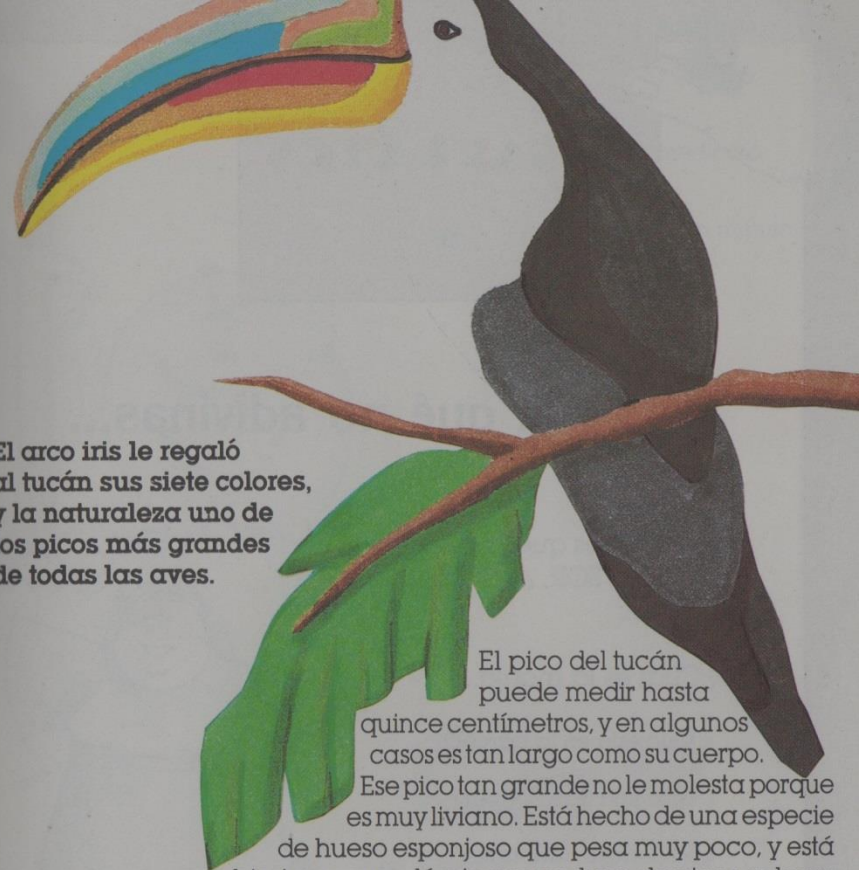 El arco iris le regaló
al tucán sus siete colores,
y la naturaleza uno de
los picos más grandes
de todas las aves.
El pico del tucán
puede medir hasta
quince centímetros, y en algunos
casos es tan largo como su cuerpo.
Ese pico tan grande no le molesta porque
es muy liviano. Está hecho de una especie
de hueso esponjoso que pesa muy poco, y está